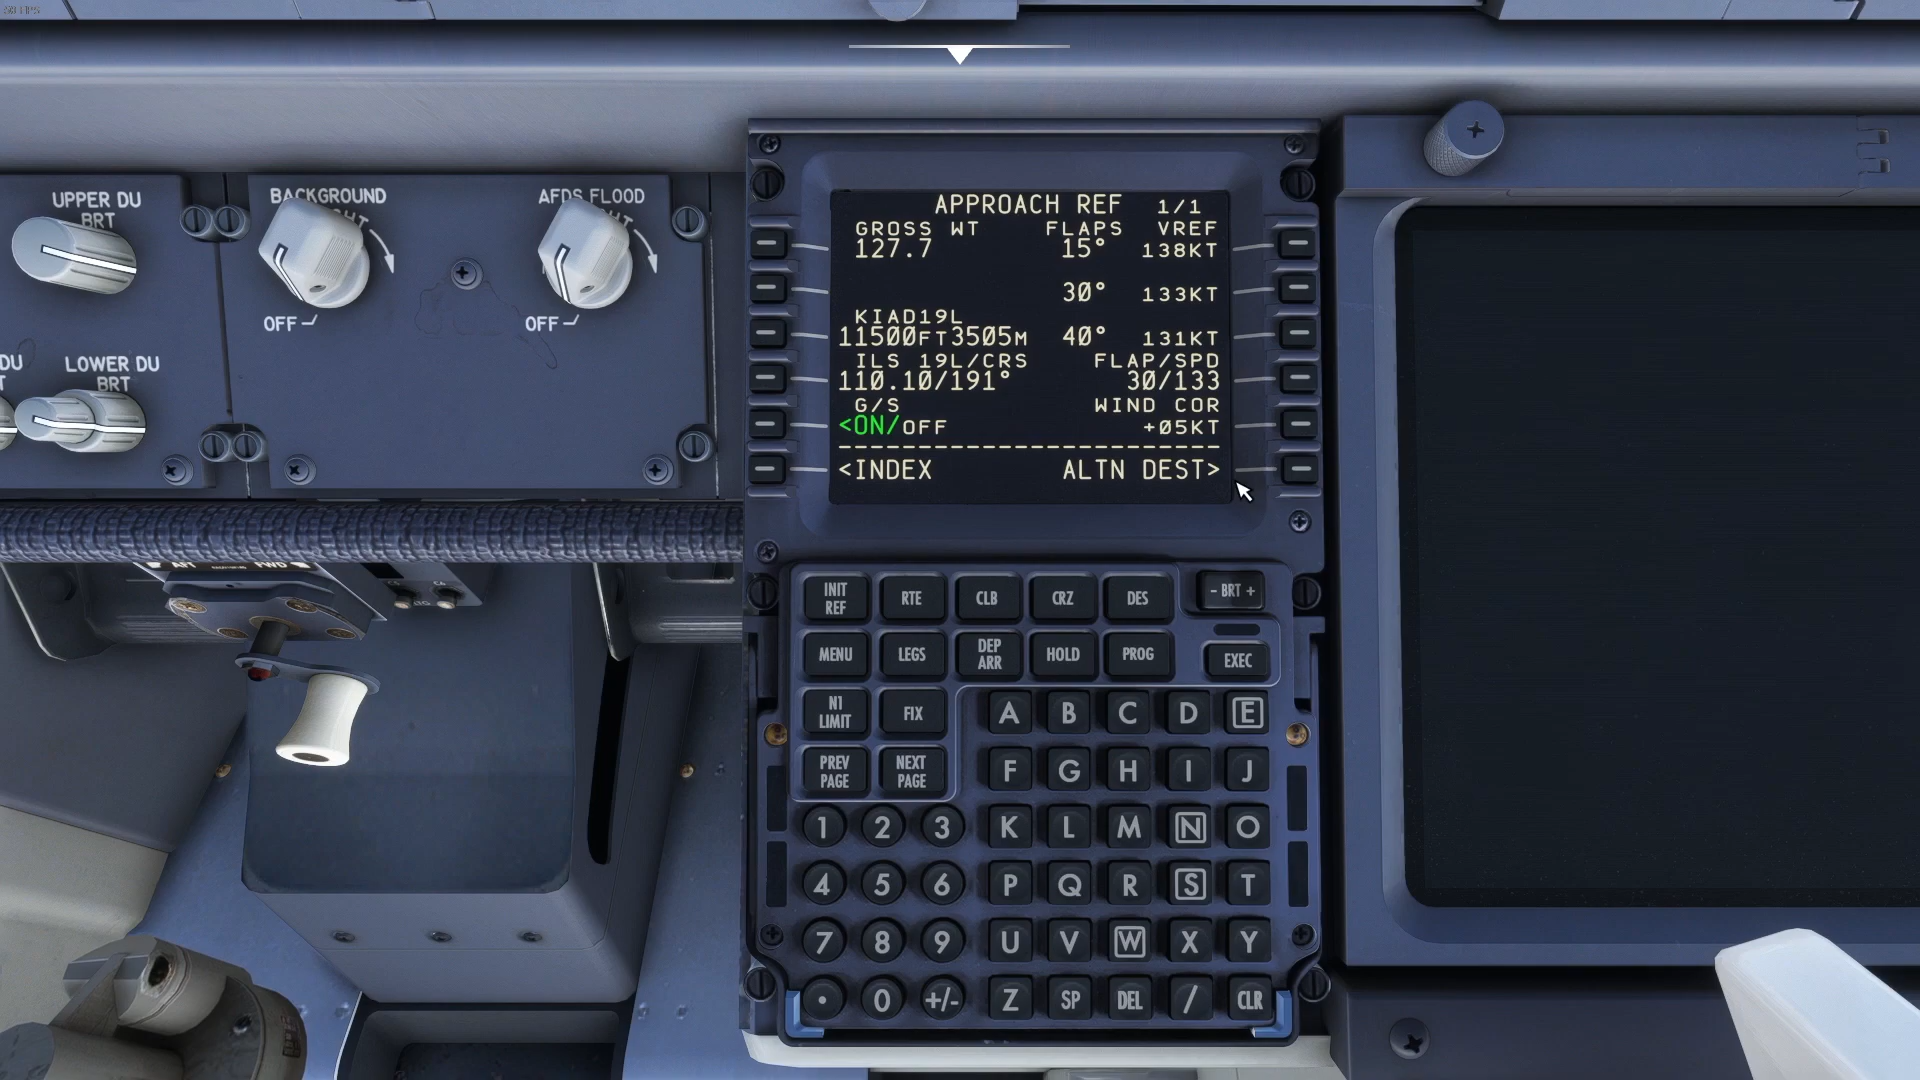 UPPER DU
BRT
BACKGROUND
AFDS FLOOD
OFF
OFF
DU
LOWER DU
BRT
AFT FWD
APPROACH REF 1/1
GROSS WT FLAPS VREF
127.7 15° 138KT
30° 133KT
KIAD19L
11500FT3505M 40° 131KT
ILS 19L/CRS FLAP/SPD
110.10/191° 30/133
G/S WIND COR
<ON/OFF +05KT
--------------------------
<INDEX ALTN DEST>
INIT
REF
RTE
CLB
CRZ
DES
- BRT +
MENU
LEGS
DEP
ARR
HOLD
PROG
EXEC
N1
LIMIT
FIX
A B C D E
PREV
PAGE
NEXT
PAGE
F G H I J
1 2 3 K L M N O
4 5 6 P Q R S T
7 8 9 U V W X Y
. 0 +/- Z SP DEL / CLR